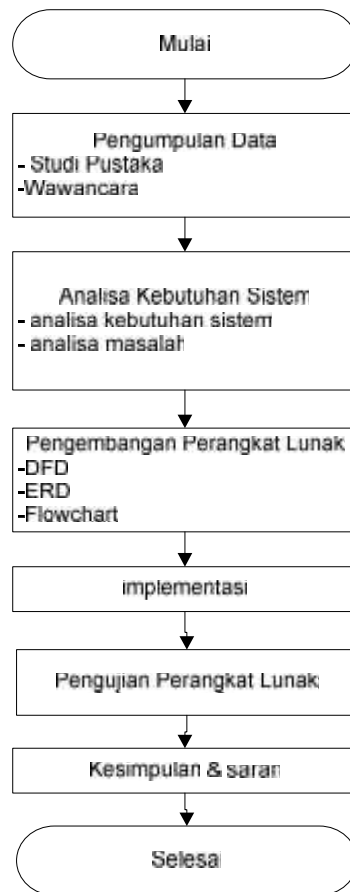 Mulai
Pengumpulan Data
- Studi Pustaka
-Wawancara
Analisa Kebutuhan Sistem
- analisa kebutuhan sistem
- analisa masalah
Pengembangan Perangkat Lunak
-DFD
-ERD
-Flowchart
implementasi
Pengujian Perangkat Lunak
Kesimpulan & saran
Selesai